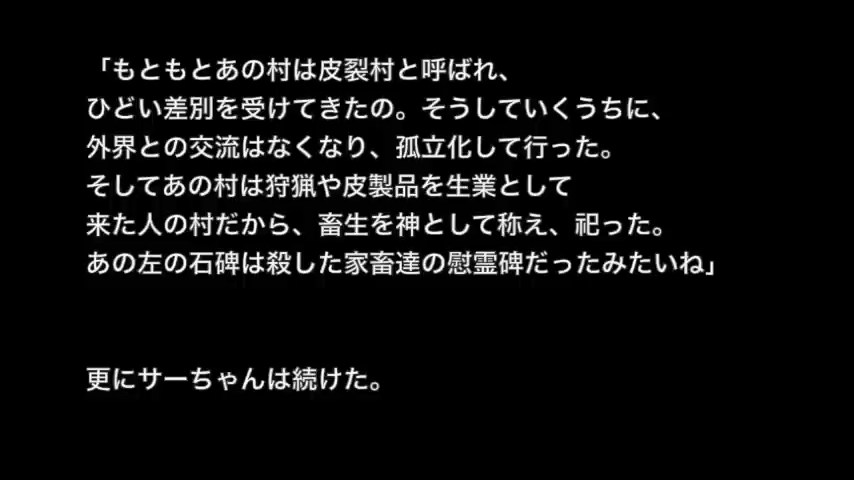 「もともとあの村は皮裂村と呼ばれ、
ひどい差別を受けてきたの。そうしていくうちに、
外界との交流はなくなり、孤立化して行った。
そしてあの村は狩猟や皮製品を生業として
来た人の村だから、畜生を神として称え、祀った。
あの左の石碑は殺した家畜達の慰霊碑だったみたいね」
更にサーちゃんは続けた。